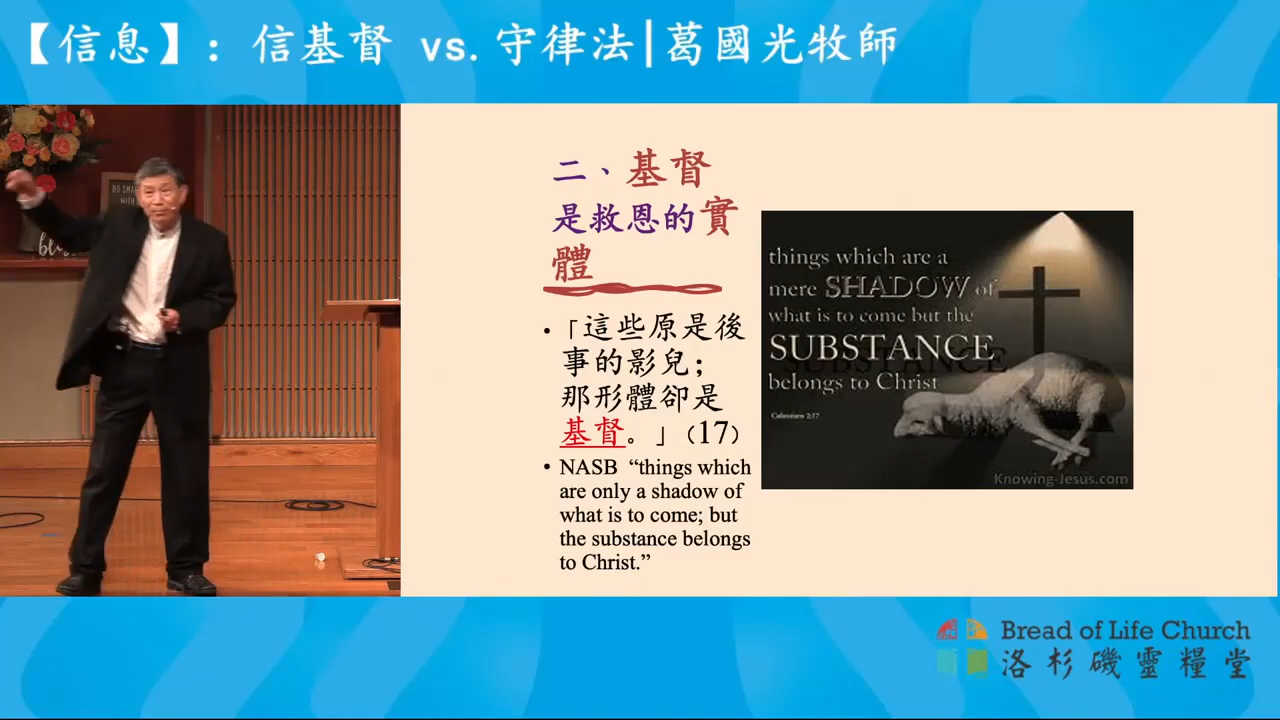 【信息】: 信基督 vs. 守律法|葛國光牧師
DO SMA
WITH
bl
二、基督
是救恩的實
體
• 「這些原是後
事的影兒；
那形體卻是
基督。」（17）
• NASB “things which
are only a shadow of
what is to come; but
the substance belongs
to Christ.”
things which are a
mere SHADOW of
what is to come but the
SUBSTANCE
belongs to Christ
Colossians 2:17
Knowing-Jesus.com
Bread of Life Church
洛杉磯靈糧堂